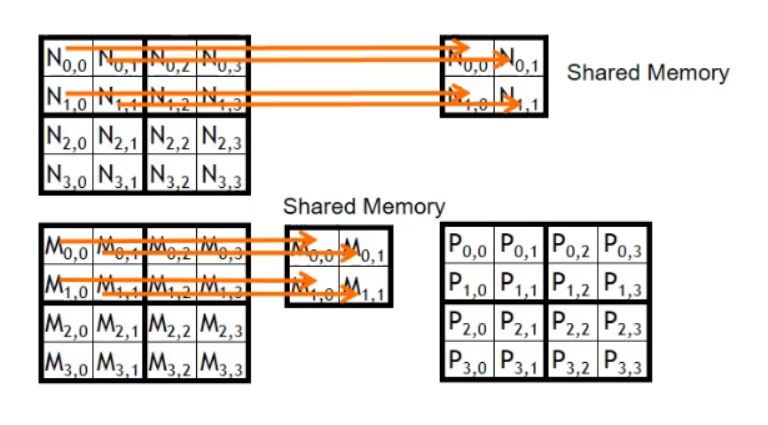 N0,0 N0,1 N0,2 N0,3 N0,0 N0,1
Shared Memory
N1,0 N1,1 N1,2 N1,3 N1,0 N1,1
N2,0 N2,1 N2,2 N2,3
N3,0 N3,1 N3,2 N3,3
Shared Memory
M0,0 M0,1 M0,2 M0,3 M0,0 M0,1 P0,0 P0,1 P0,2 P0,3
M1,0 M1,1 M1,2 M1,3 M1,0 M1,1 P1,0 P1,1 P1,2 P1,3
M2,0 M2,1 M2,2 M2,3 P2,0 P2,1 P2,2 P2,3
M3,0 M3,1 M3,2 M3,3 P3,0 P3,1 P3,2 P3,3